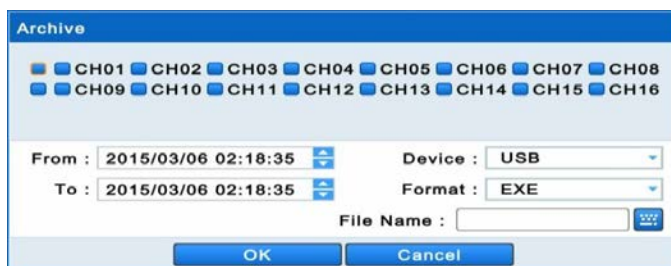 Archive
CH01 CH02 CH03 CH04 CH05 CH06 CH07 CH08
CH09 CH10 CH11 CH12 CH13 CH14 CH15 CH16
From : 2015/03/06 02:18:35 Device : USB
To : 2015/03/06 02:18:35 Format : EXE
File Name :
OK Cancel